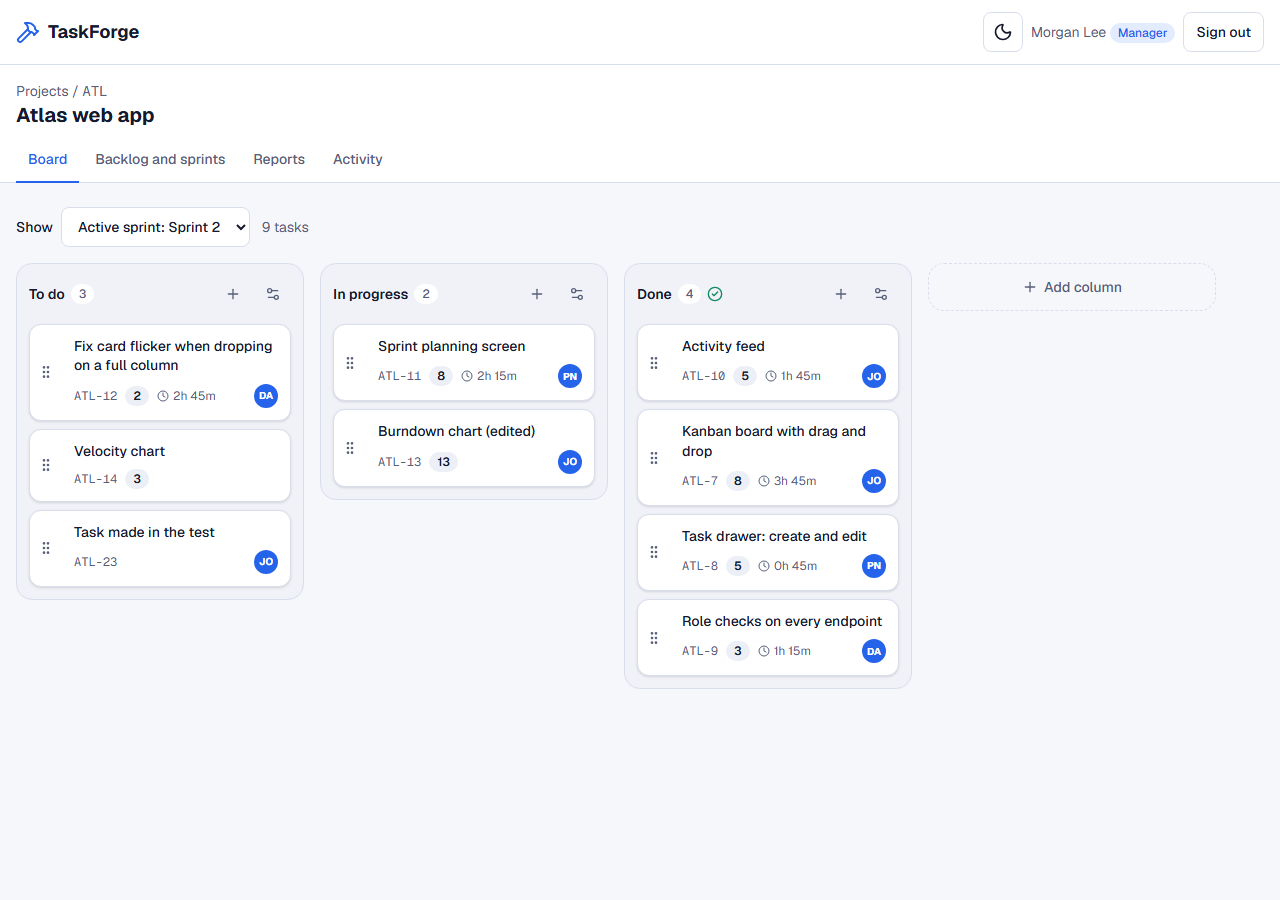 TaskForge
Morgan Lee Manager Sign out
Projects / ATL
Atlas web app
Board Backlog and sprints Reports Activity
Show Active sprint: Sprint 2 9 tasks
To do 3
Fix card flicker when dropping
on a full column
ATL-12 2 2h 45m DA
Velocity chart
ATL-14 3
Task made in the test
ATL-23 JO
In progress 2
Sprint planning screen
ATL-11 8 2h 15m PN
Burndown chart (edited)
ATL-13 13 JO
Done 4
Activity feed
ATL-10 5 1h 45m JO
Kanban board with drag and
drop
ATL-7 8 3h 45m JO
Task drawer: create and edit
ATL-8 5 0h 45m PN
Role checks on every endpoint
ATL-9 3 1h 15m DA
Add column